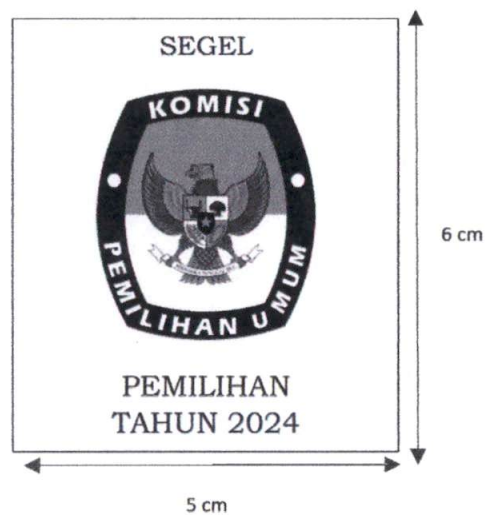 SEGEL
KOMISI
PEMILIHAN UMUM
PEMILIHAN
TAHUN 2024
6 cm
5 cm